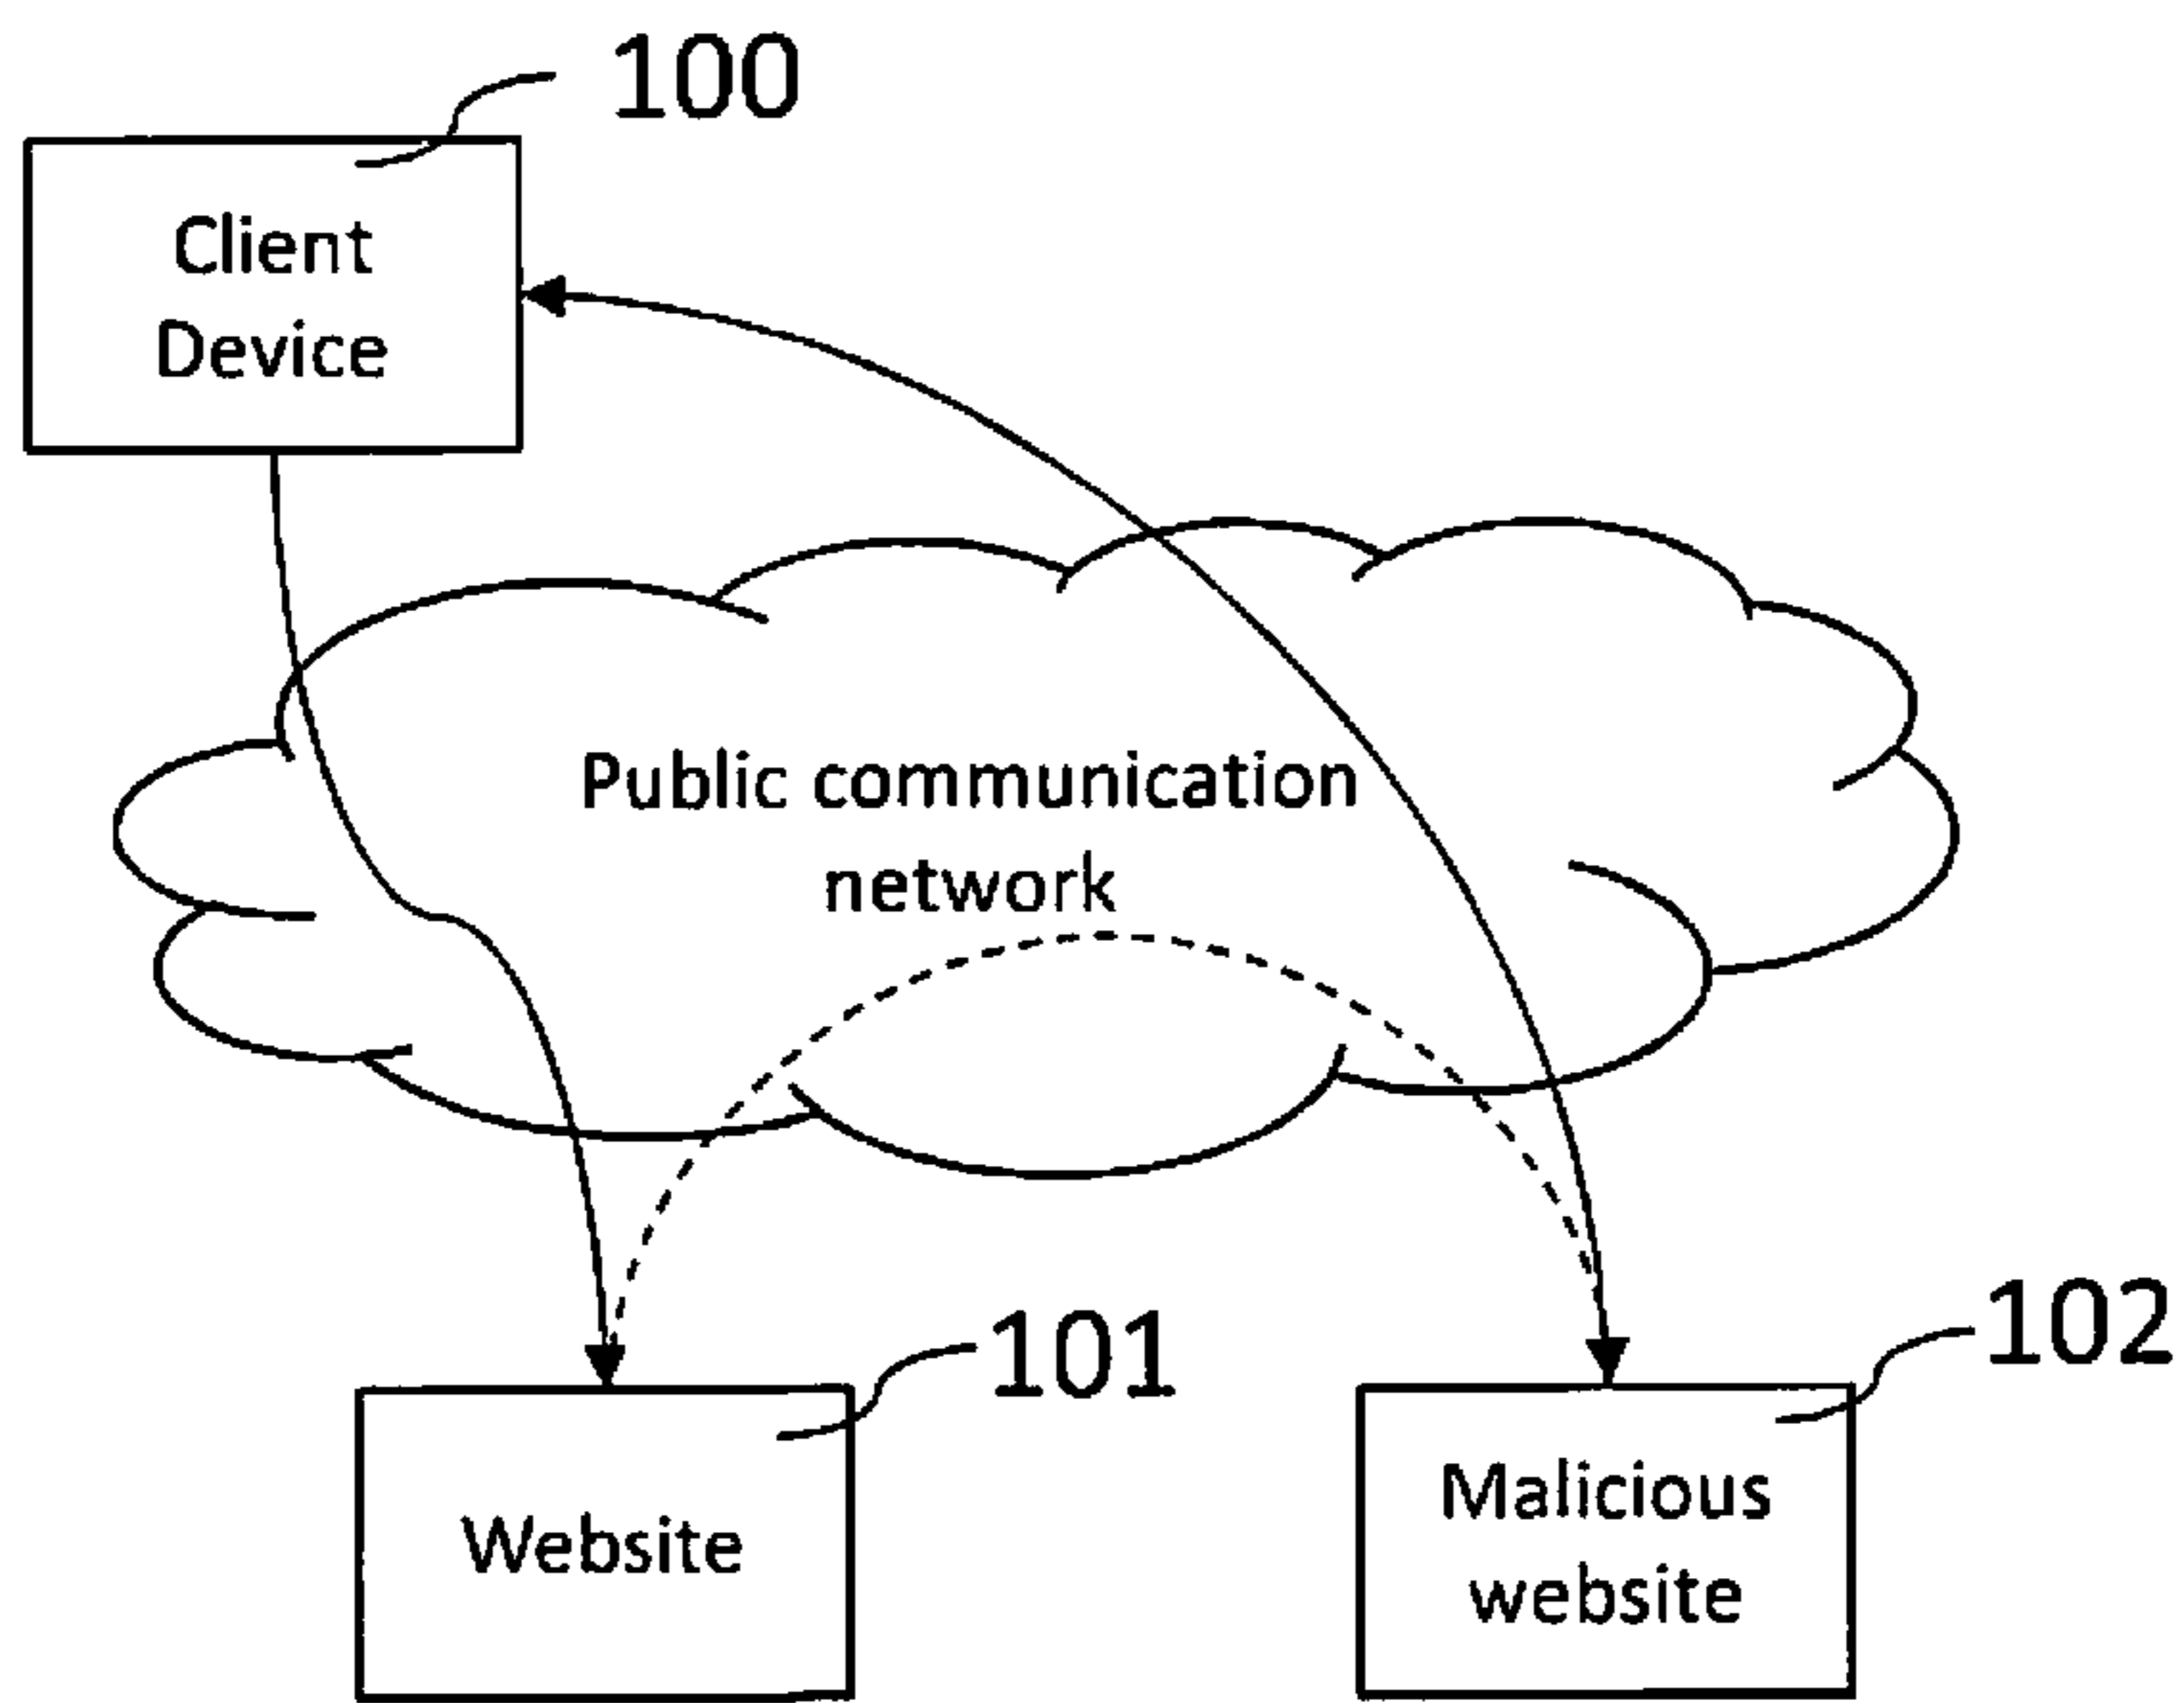 100
Client
Device
Public communication
network
101
102
Website
Malicious
website